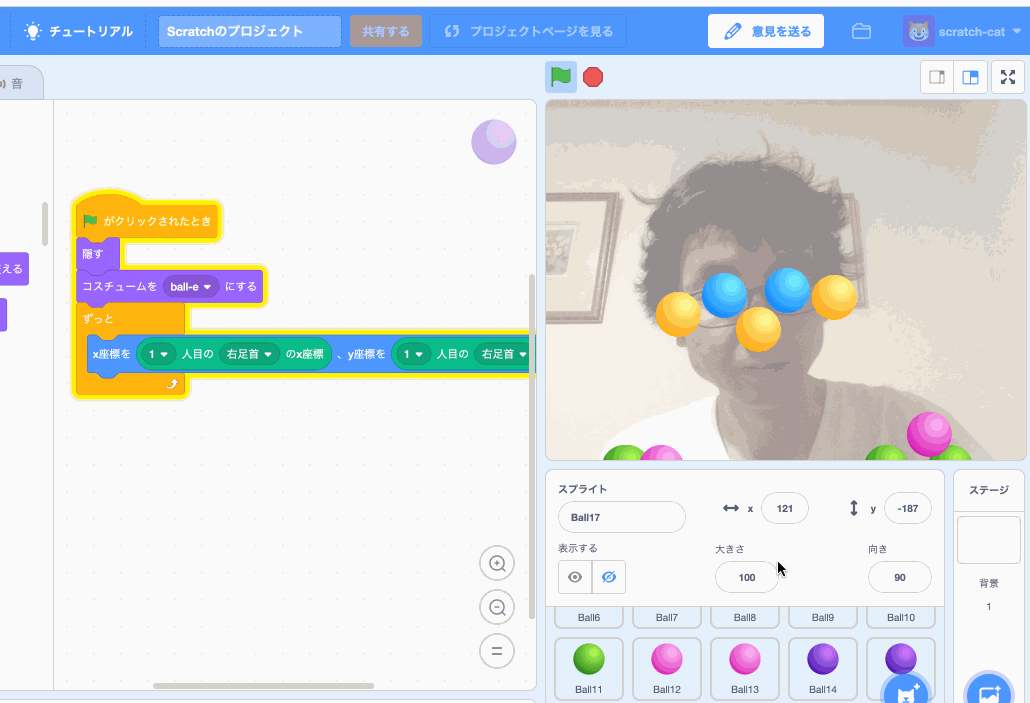 チュートリアル
Scratchのプロジェクト
共有する
プロジェクトページを見る
意見を送る
scratch-cat
音
える
がクリックされたとき
隠す
コスチュームを ball-e にする
ずっと
x座標を 1 人目の 右足首 のx座標 、y座標を 1 人目の 右足首
スプライト
Ball17
x 121
y -187
表示する
大きさ
100
向き
90
ステージ
背景
1
Ball6
Ball7
Ball8
Ball9
Ball10
Ball11
Ball12
Ball13
Ball14